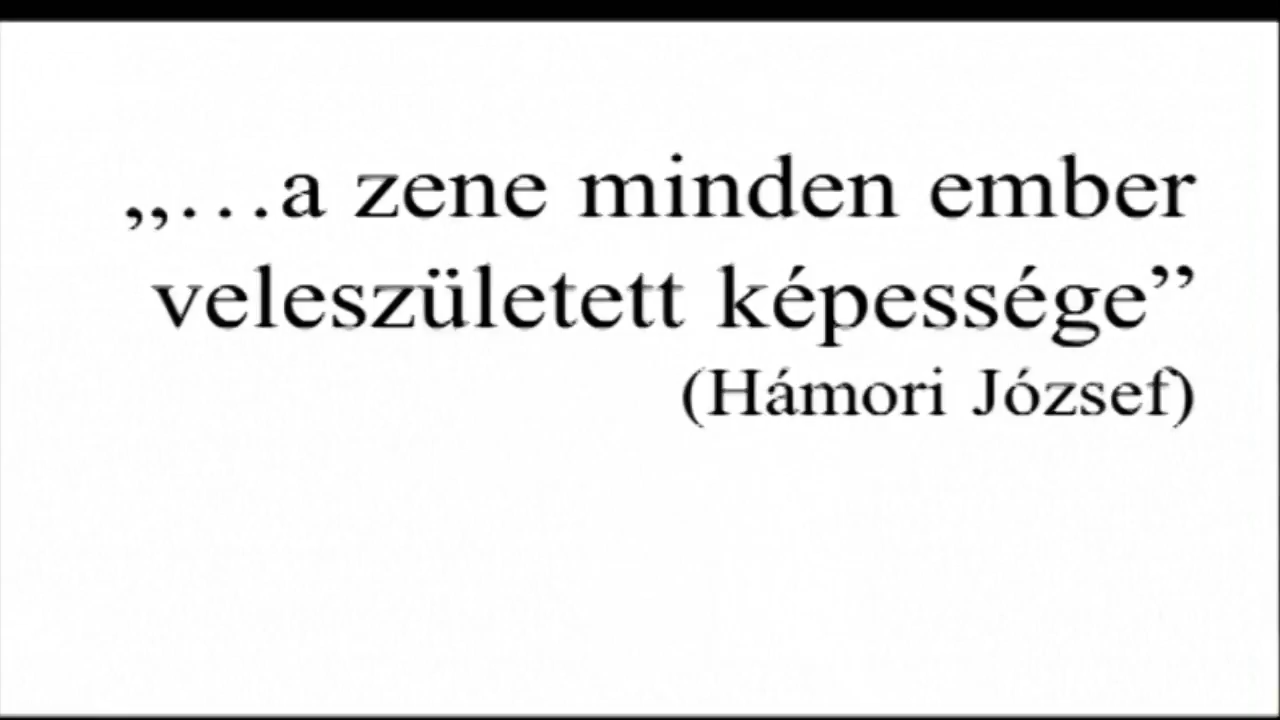 „…a zene minden ember
veleszületett képessége”
(Hámori József)